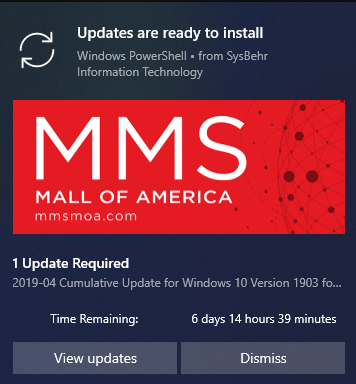 Updates are ready to install
Windows PowerShell • from SysBehr
Information Technology
MMS
MALL OF AMERICA
mmsmoa.com
1 Update Required
2019-04 Cumulative Update for Windows 10 Version 1903 fo...
Time Remaining: 6 days 14 hours 39 minutes
View updates Dismiss